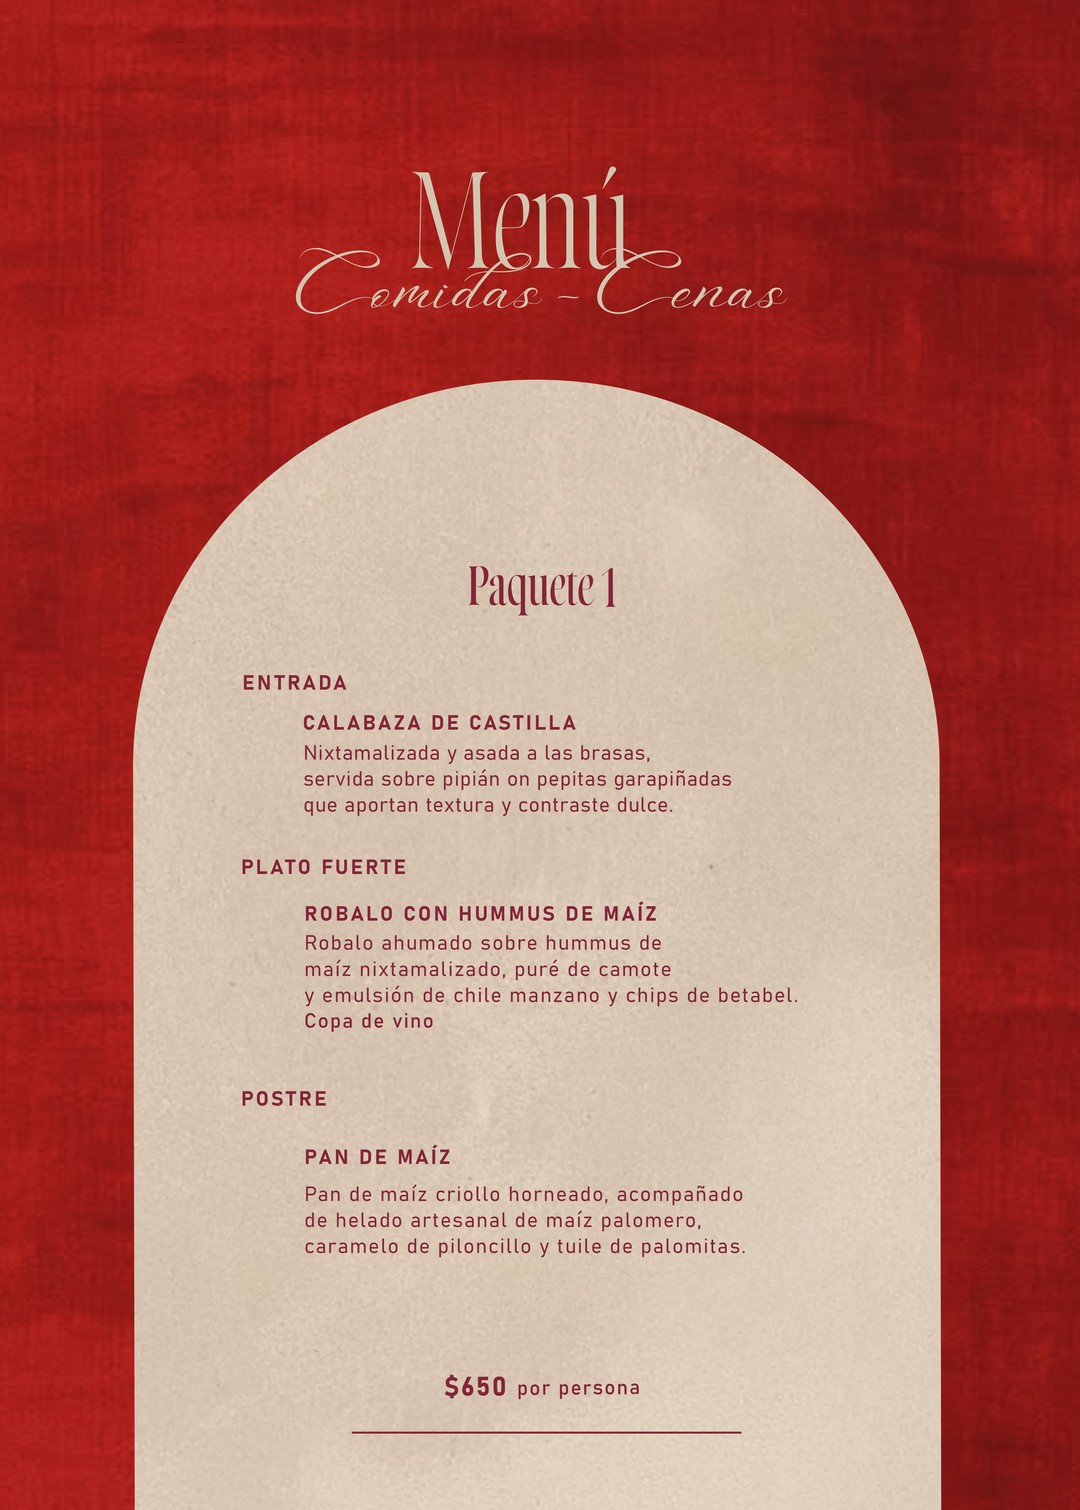 Menú
Comidas - Cenas
Paquete 1
ENTRADA
CALABAZA DE CASTILLA
Nixtamalizada y asada a las brasas,
servida sobre pipián on pepitas garapiñadas
que aportan textura y contraste dulce.
PLATO FUERTE
ROBALO CON HUMMUS DE MAÍZ
Robalo ahumado sobre hummus de
maíz nixtamalizado, puré de camote
y emulsión de chile manzano y chips de betabel.
Copa de vino
POSTRE
PAN DE MAÍZ
Pan de maíz criollo horneado, acompañado
de helado artesanal de maíz palomero,
caramelo de piloncillo y tuile de palomitas.
$650 por persona